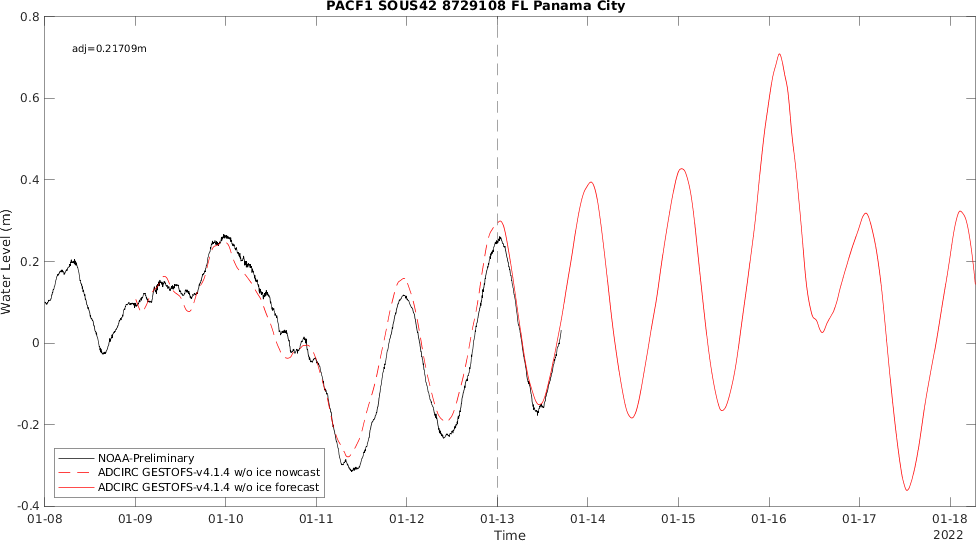 PACF1 SOUS42 8729108 FL Panama City
adj=0.21709m
Water Level (m)
0.8
0.6
0.4
0.2
0
-0.2
-0.4
NOAA-Preliminary
ADCIRC GESTOFS-v4.1.4 w/o ice nowcast
ADCIRC GESTOFS-v4.1.4 w/o ice forecast
01-08 01-09 01-10 01-11 01-12 01-13 01-14 01-15 01-16 01-17 01-18
2022
Time